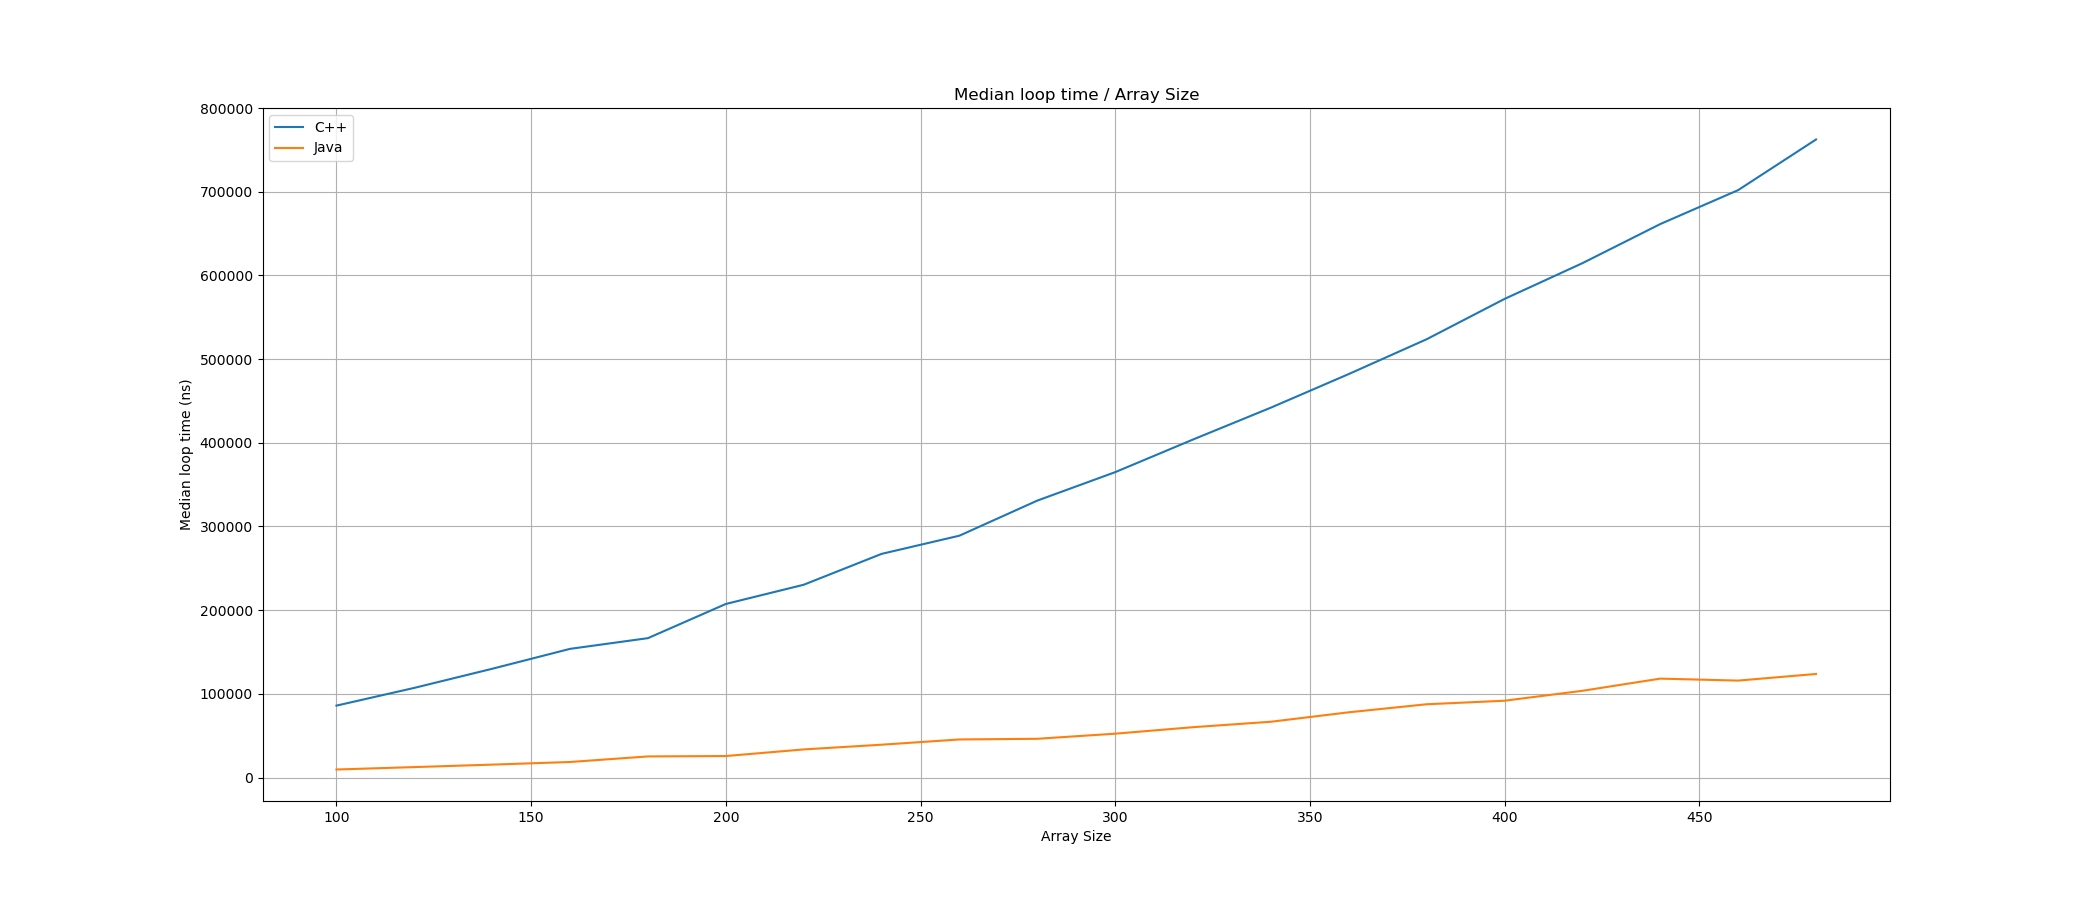 Median loop time / Array Size
C++
Java
800000
700000
600000
500000
400000
300000
200000
100000
0
Median loop time (ns)
100 150 200 250 300 350 400 450
Array Size